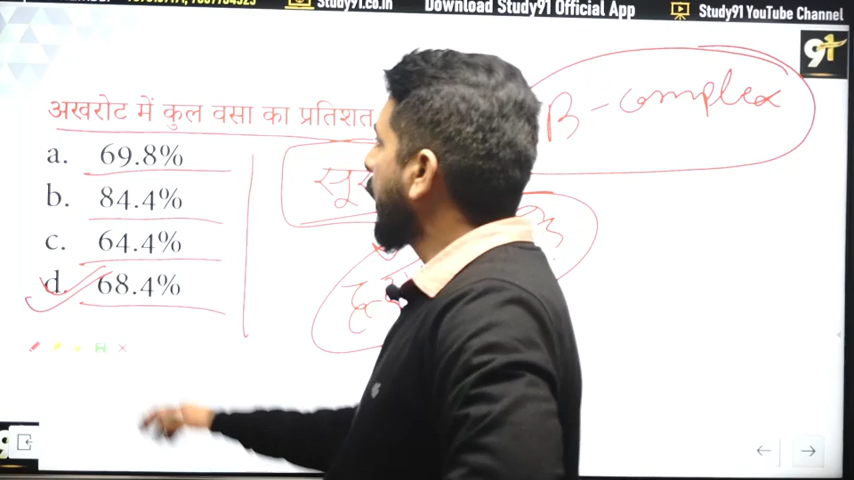 Study91.co.in
Download Study91 Official App
Study91 YouTube Channel
91
अखरोट में कुल वसा का प्रतिशत
B-complex
a. 69.8%
b. 84.4%
c. 64.4%
d. 68.4%